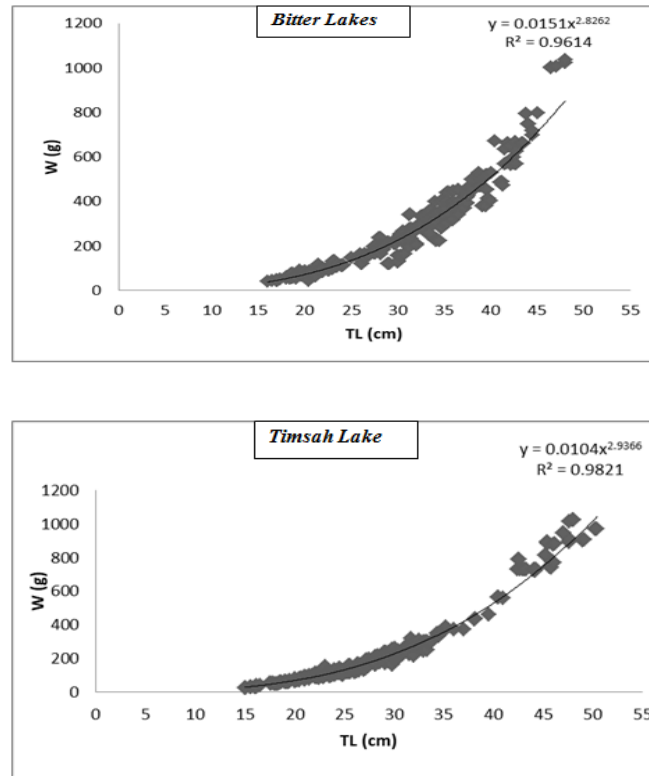 Bitter Lakes
y = 0.0151x^2.8262
R² = 0.9614
1200
1000
800
600
400
200
0
W (g)
0 5 10 15 20 25 30 35 40 45 50 55
TL (cm)
Timsah Lake
y = 0.0104x^2.9366
R² = 0.9821
1200
1000
800
600
400
200
0
W (g)
0 5 10 15 20 25 30 35 40 45 50 55
TL (cm)